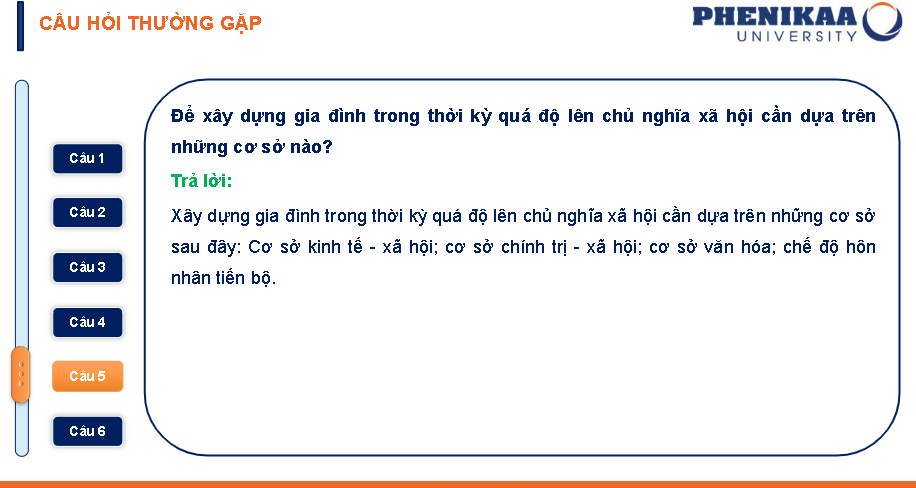 CÂU HỎI THƯỜNG GẶP
PHENIKAA
UNIVERSITY
Để xây dựng gia đình trong thời kỳ quá độ lên chủ nghĩa xã hội cần dựa trên
những cơ sở nào?
Trả lời:
Xây dựng gia đình trong thời kỳ quá độ lên chủ nghĩa xã hội cần dựa trên những cơ sở
sau đây: Cơ sở kinh tế - xã hội; cơ sở chính trị - xã hội; cơ sở văn hóa; chế độ hôn
nhân tiến bộ.
Câu 1
Câu 2
Câu 3
Câu 4
Câu 5
Câu 6